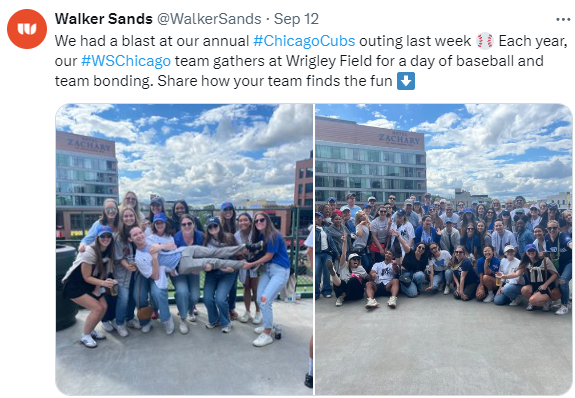 Walker Sands @WalkerSands · Sep 12 ...
We had a blast at our annual #ChicagoCubs outing last week ⚾ Each year,
our #WSChicago team gathers at Wrigley Field for a day of baseball and
team bonding. Share how your team finds the fun ⬇️
ZACHARY
ZACHARY